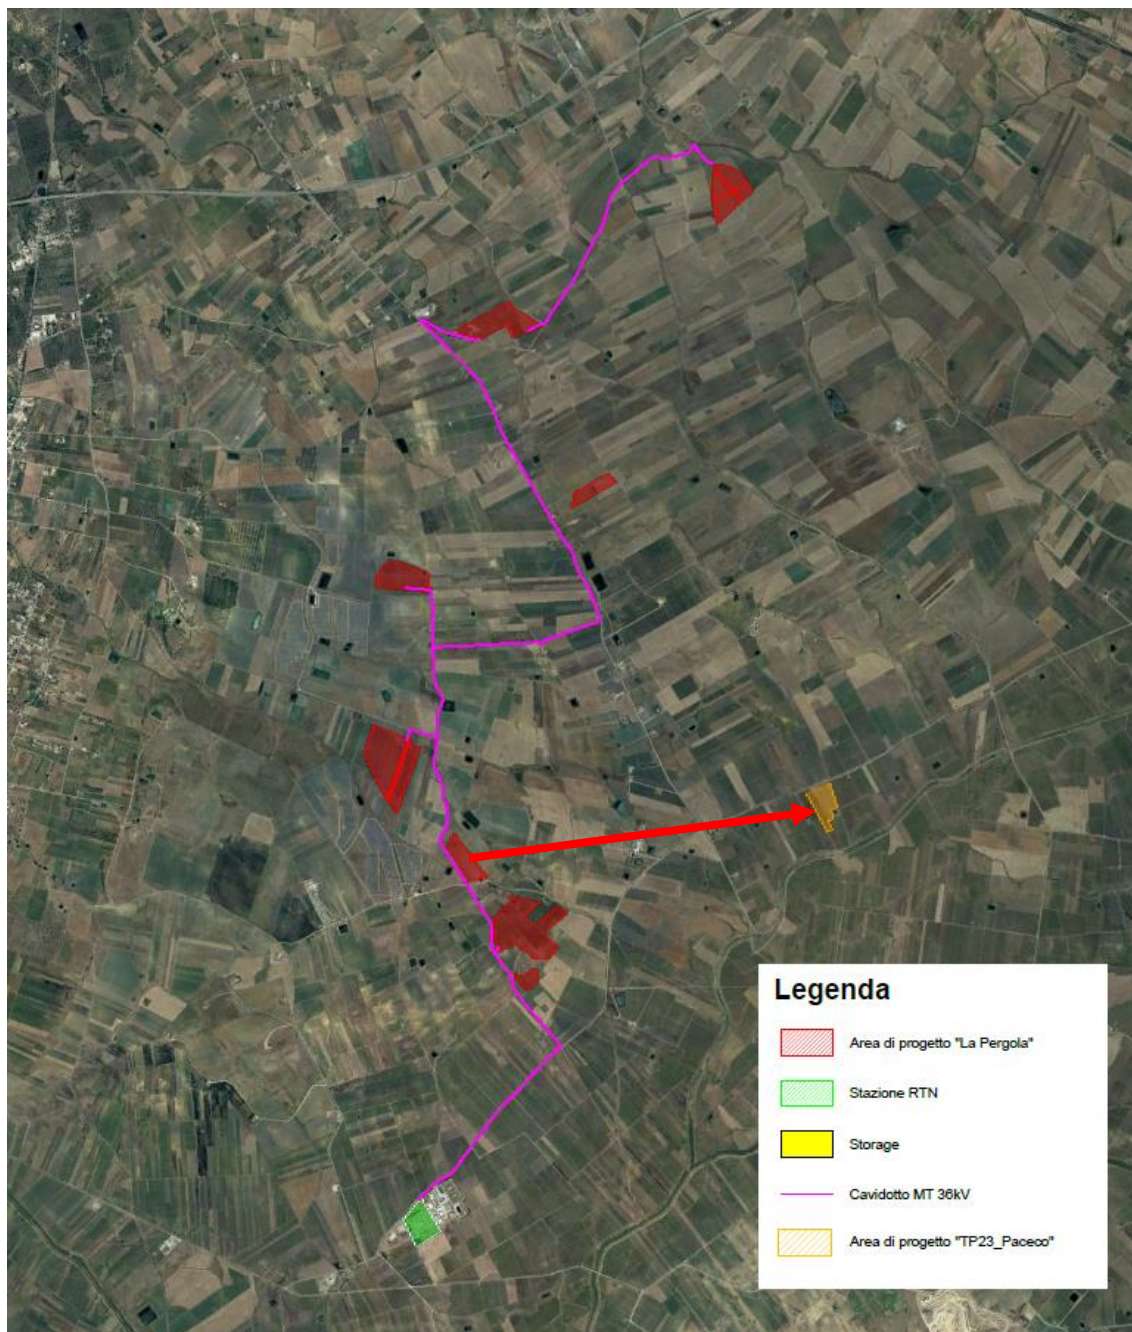 Legenda
Area di progetto "La Pergola"
Stazione RTN
Storage
Cavidotto MT 36kV
Area di progetto "TP23_Paceco"